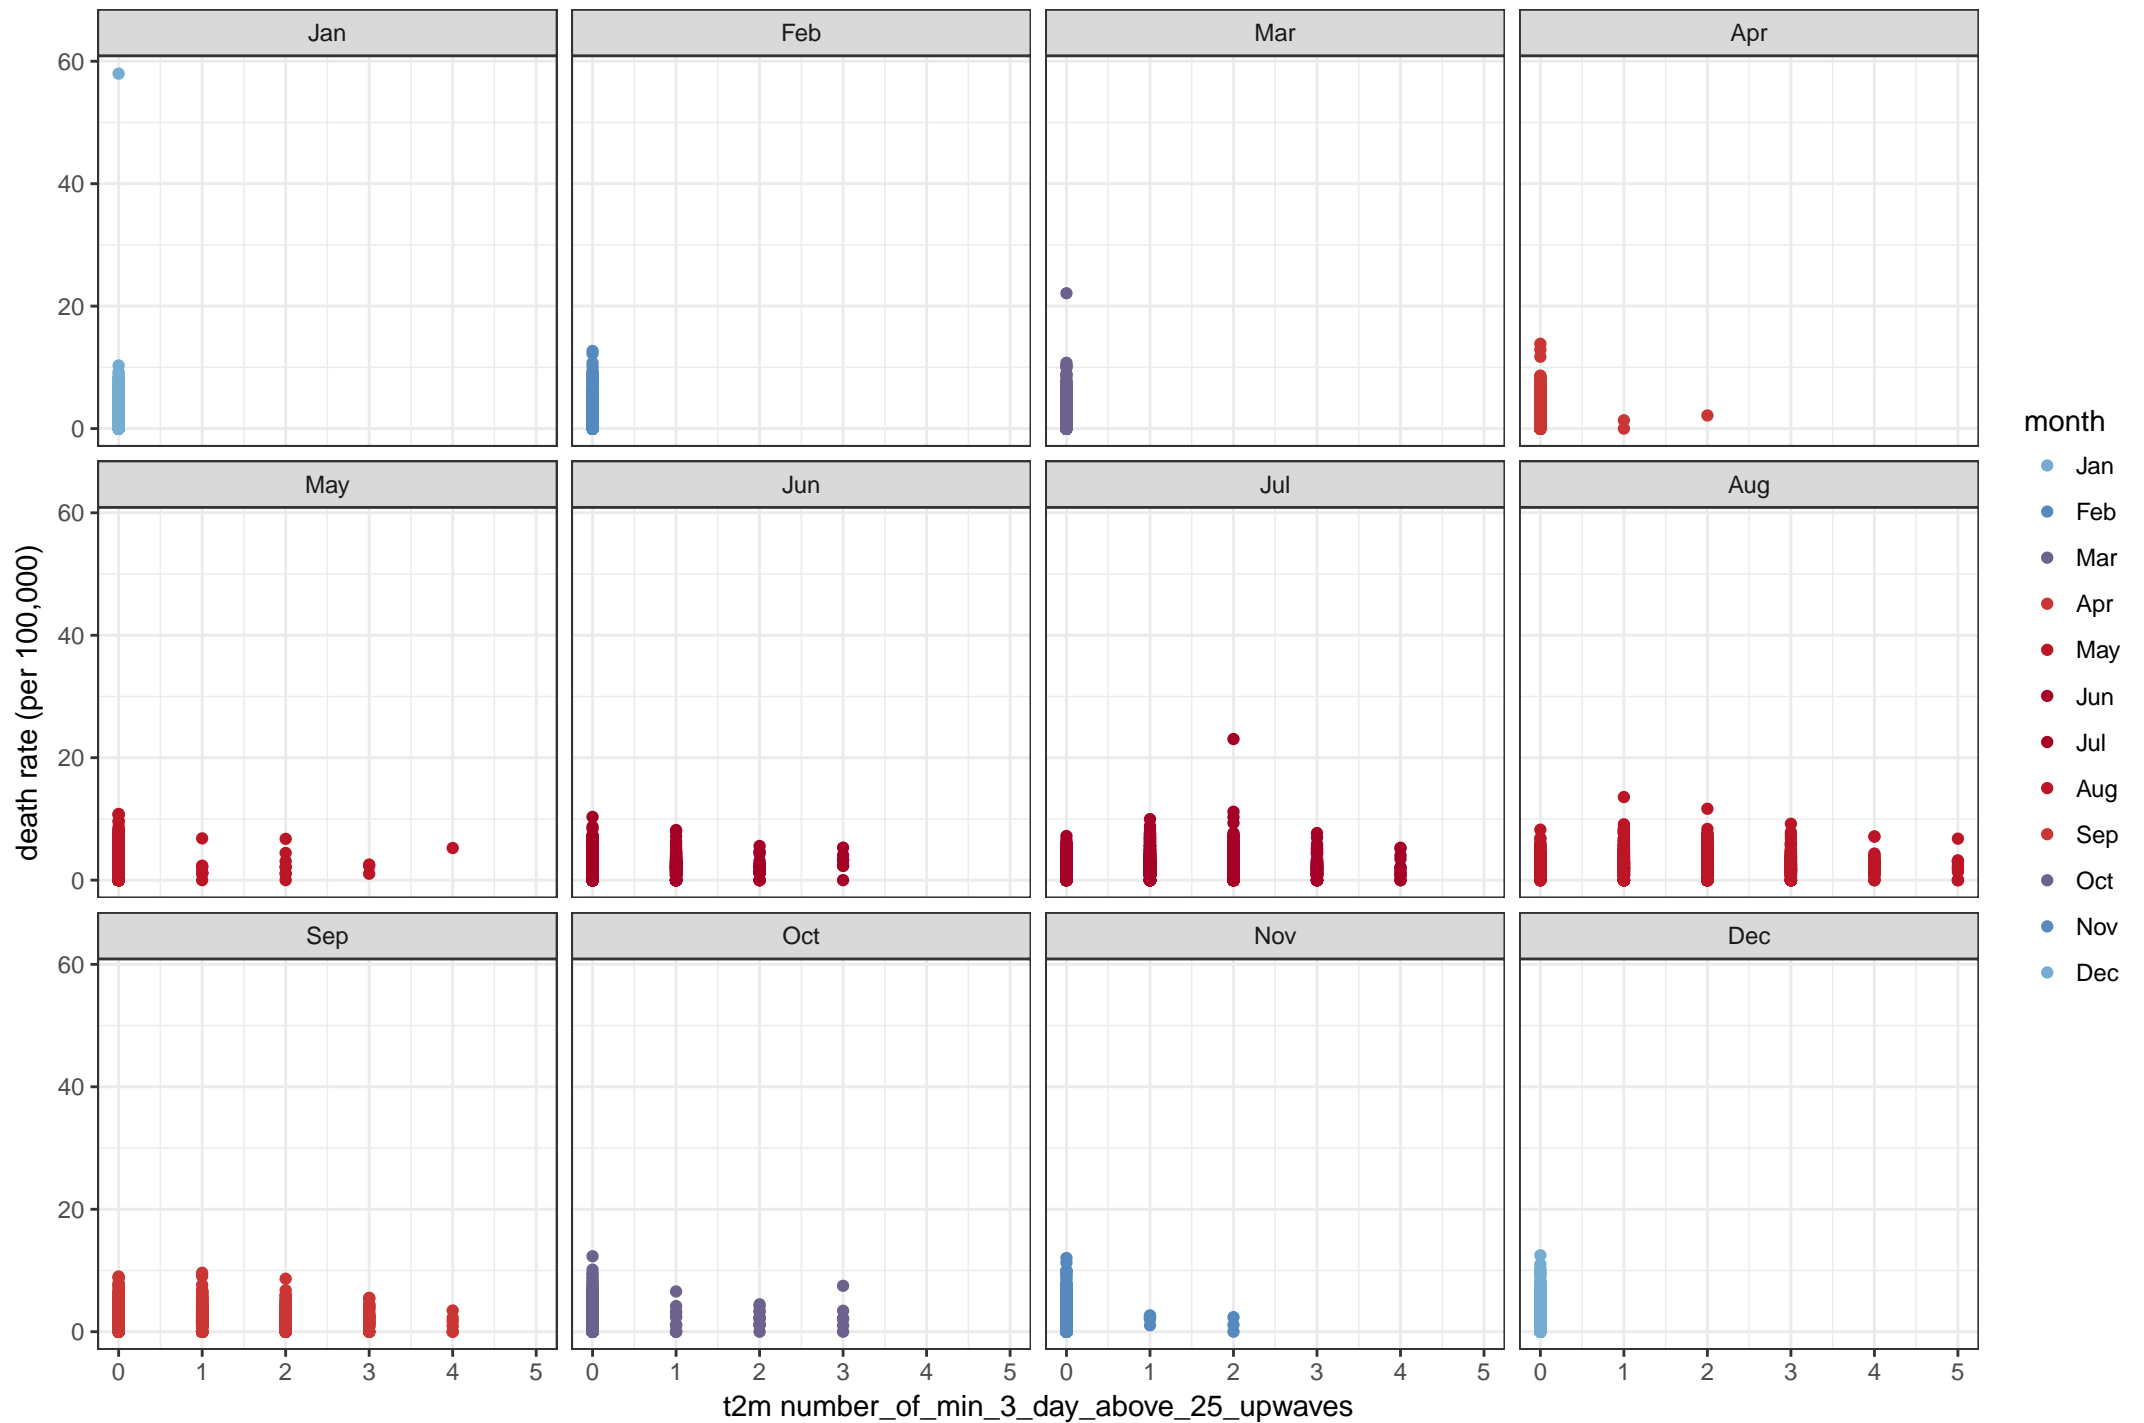 Jan Feb Mar Apr
60
40
20
0
May Jun Jul Aug
60
40
20
0
Sep Oct Nov Dec
60
40
20
0
0 1 2 3 4 5 0 1 2 3 4 5 0 1 2 3 4 5 0 1 2 3 4 5
t2m number_of_min_3_day_above_25_upwaves
death rate (per 100,000)
month
Jan
Feb
Mar
Apr
May
Jun
Jul
Aug
Sep
Oct
Nov
Dec